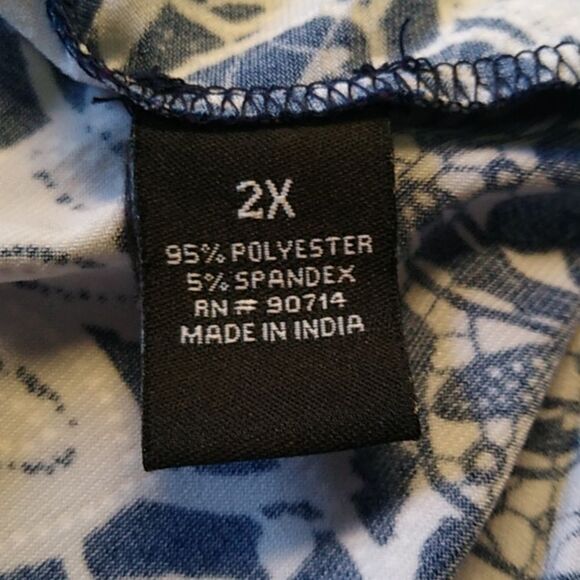 2X
95% POLYESTER
5% SPANDEX
RN# 90714
MADE IN INDIA